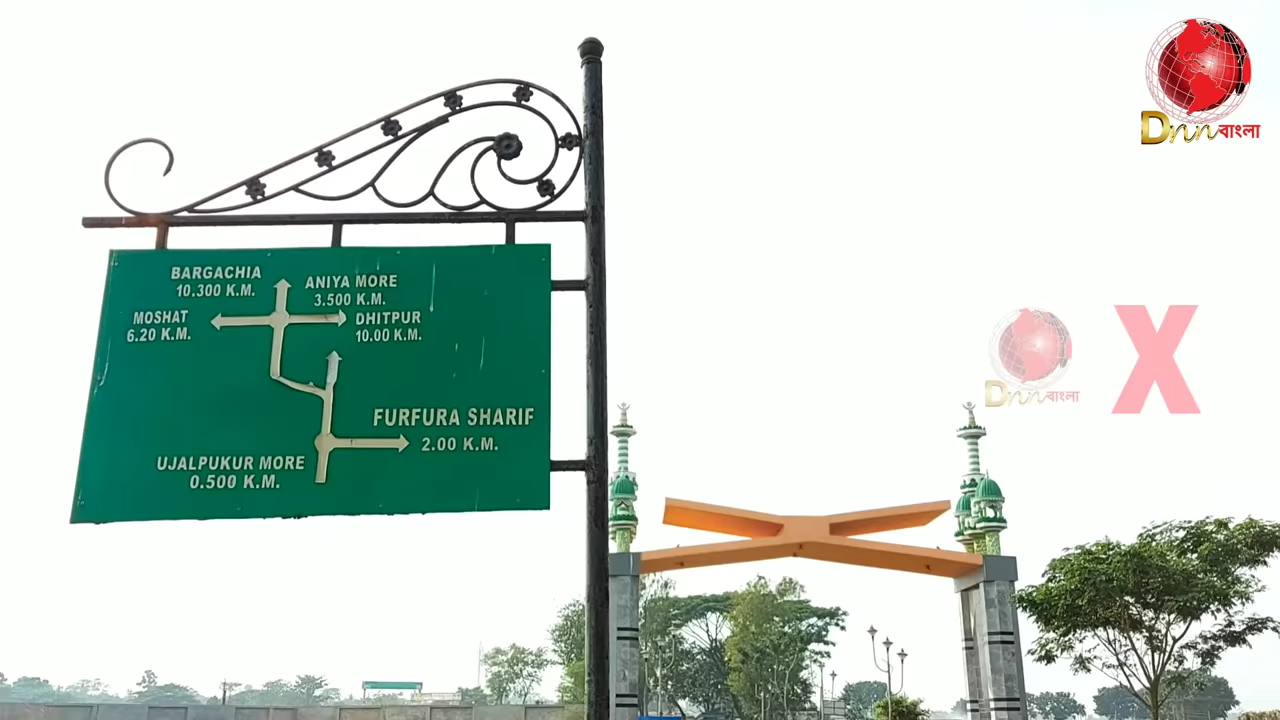 Dnn বাংলা
BARGACHIA
10.300 K.M.
ANIYA MORE
3.500 K.M.
MOSHAT
6.20 K.M.
DHITPUR
10.00 K.M.
FURFURA SHARIF
2.00 K.M.
UJALPUKUR MORE
0.500 K.M.
Dnn বাংলা
X